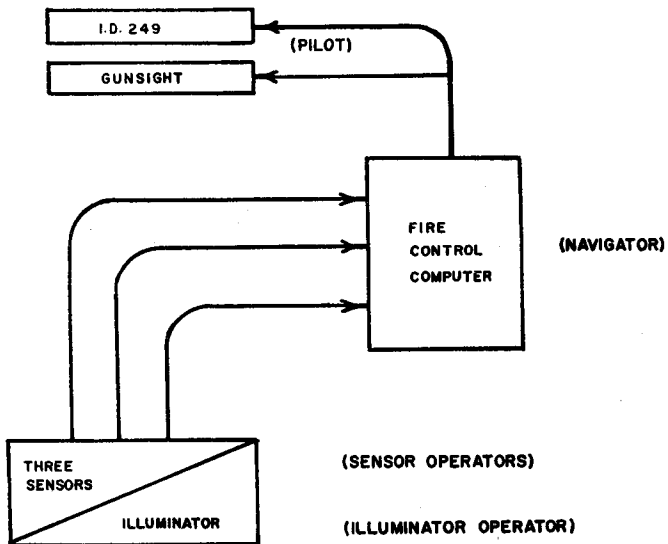 I.D. 249
(PILOT)
GUNSIGHT
FIRE
CONTROL
COMPUTER
(NAVIGATOR)
THREE
SENSORS
ILLUMINATOR
(SENSOR OPERATORS)
(ILLUMINATOR OPERATOR)